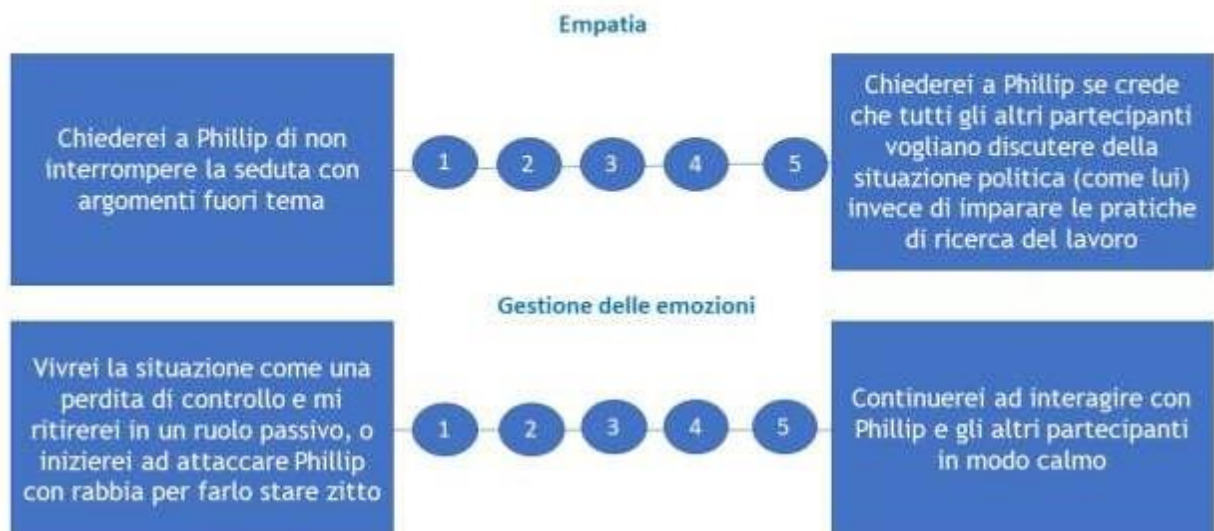 Empatia
Chiederei a Phillip di non
interrompere la seduta con
argomenti fuori tema
1 2 3 4 5
Chiederei a Phillip se crede
che tutti gli altri partecipanti
vogliano discutere della
situazione politica (come lui)
invece di imparare le pratiche
di ricerca del lavoro
Gestione delle emozioni
Vivrei la situazione come una
perdita di controllo e mi
ritirerei in un ruolo passivo, o
inizierei ad attaccare Phillip
con rabbia per farlo stare zitto
1 2 3 4 5
Continuerei ad interagire con
Phillip e gli altri partecipanti
in modo calmo